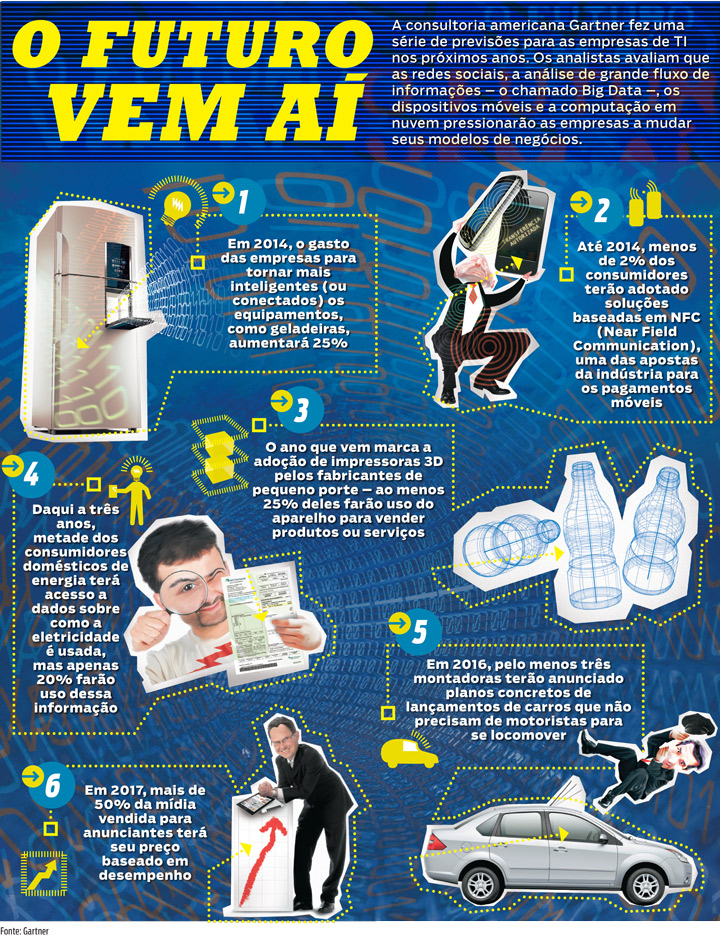 O FUTURO
VEM AÍ
A consultoria americana Gartner fez uma
série de previsões para as empresas de TI
nos próximos anos. Os analistas avaliam que
as redes sociais, a análise de grande fluxo de
informações – o chamado Big Data –, os
dispositivos móveis e a computação em
nuvem pressionarão as empresas a mudar
seus modelos de negócios.
1
Em 2014, o gasto
das empresas para
tornar mais
inteligentes (ou
conectados) os
equipamentos,
como geladeiras,
aumentará 25%
TRANSFERÊNCIA
AUTORIZADA
2
Até 2014, menos
de 2% dos
consumidores
terão adotado
soluções
baseadas em NFC
(Near Field
Communication),
uma das apostas
da indústria para
os pagamentos
móveis
3
O ano que vem marca a
adoção de impressoras 3D
pelos fabricantes de
pequeno porte – ao menos
25% deles farão uso do
aparelho para vender
produtos ou serviços
4
Daqui a três
anos,
metade dos
consumidores
domésticos de
energia terá
acesso a
dados sobre
como a
eletricidade
é usada,
mas apenas
20% farão
uso dessa
informação
5
Em 2016, pelo menos três
montadoras terão anunciado
planos concretos de
lançamentos de carros que não
precisam de motoristas para
se locomover
6
Em 2017, mais de
50% da mídia
vendida para
anunciantes terá
seu preço
baseado em
desempenho
Fonte: Gartner